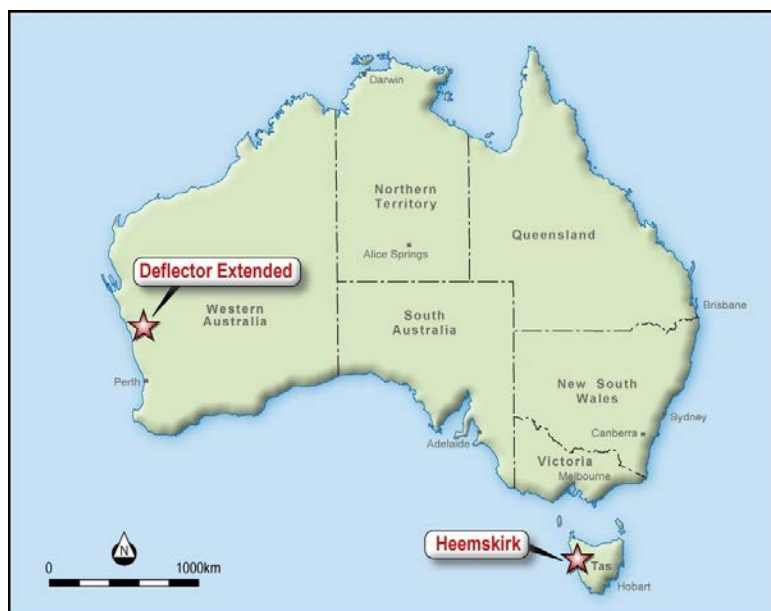 Darwin
Northern
Territory
Alice Springs
Queensland
Deflector Extended
Western
Australia
South
Australia
Brisbane
Perth
New South
Wales
Sydney
Canberra
Adelaide
Victoria
Melbourne
Heemskirk
Tas
Hobart
N
0 1000km